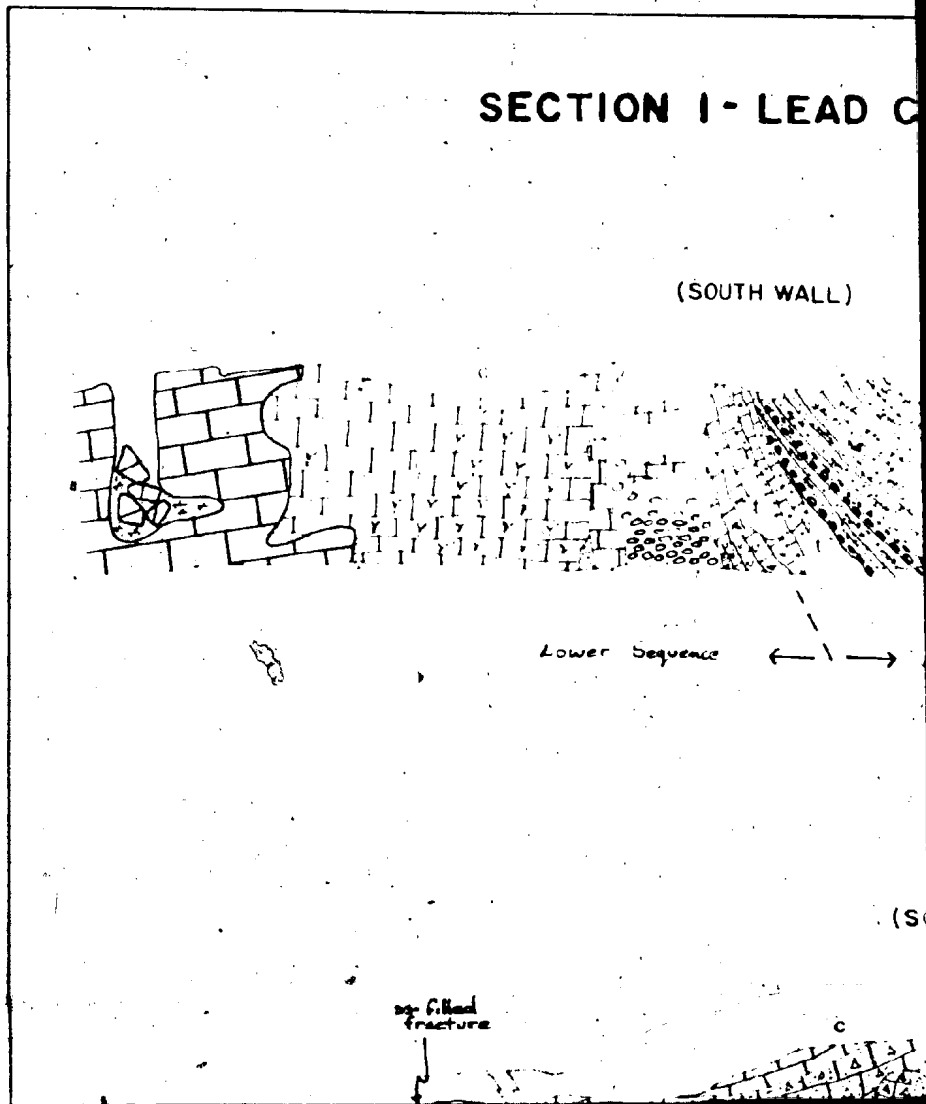 SECTION I - LEAD C
(SOUTH WALL)
Lower Sequence
(S
filled
fracture
C